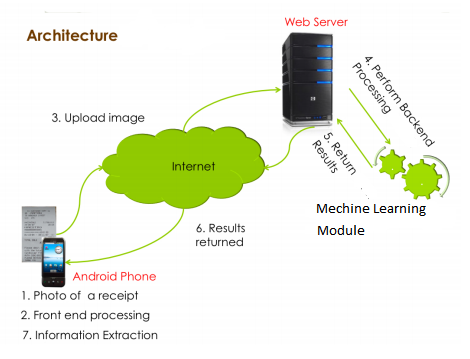 Architecture
Web Server
3. Upload image
4. Perform Backend
Processing
5. Return
Results
Internet
Mechine Learning
Module
6. Results
returned
Android Phone
1. Photo of a receipt
2. Front end processing
7. Information Extraction